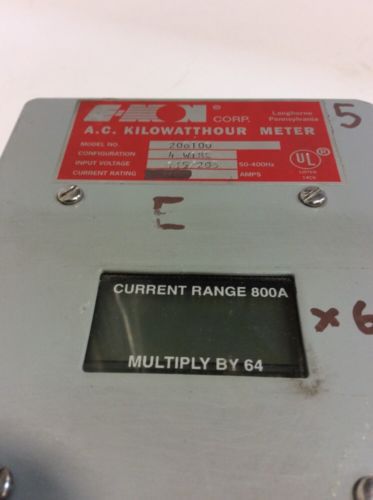 E-MON® CORP. Langhorne Pennsylvania
A.C. KILOWATTHOUR METER
MODEL NO.
CONFIGURATION 4 WIRE
INPUT VOLTAGE 50-400Hz
CURRENT RATING AMPS
UL®
LISTED
5
E
CURRENT RANGE 800A
x 6
MULTIPLY BY 64